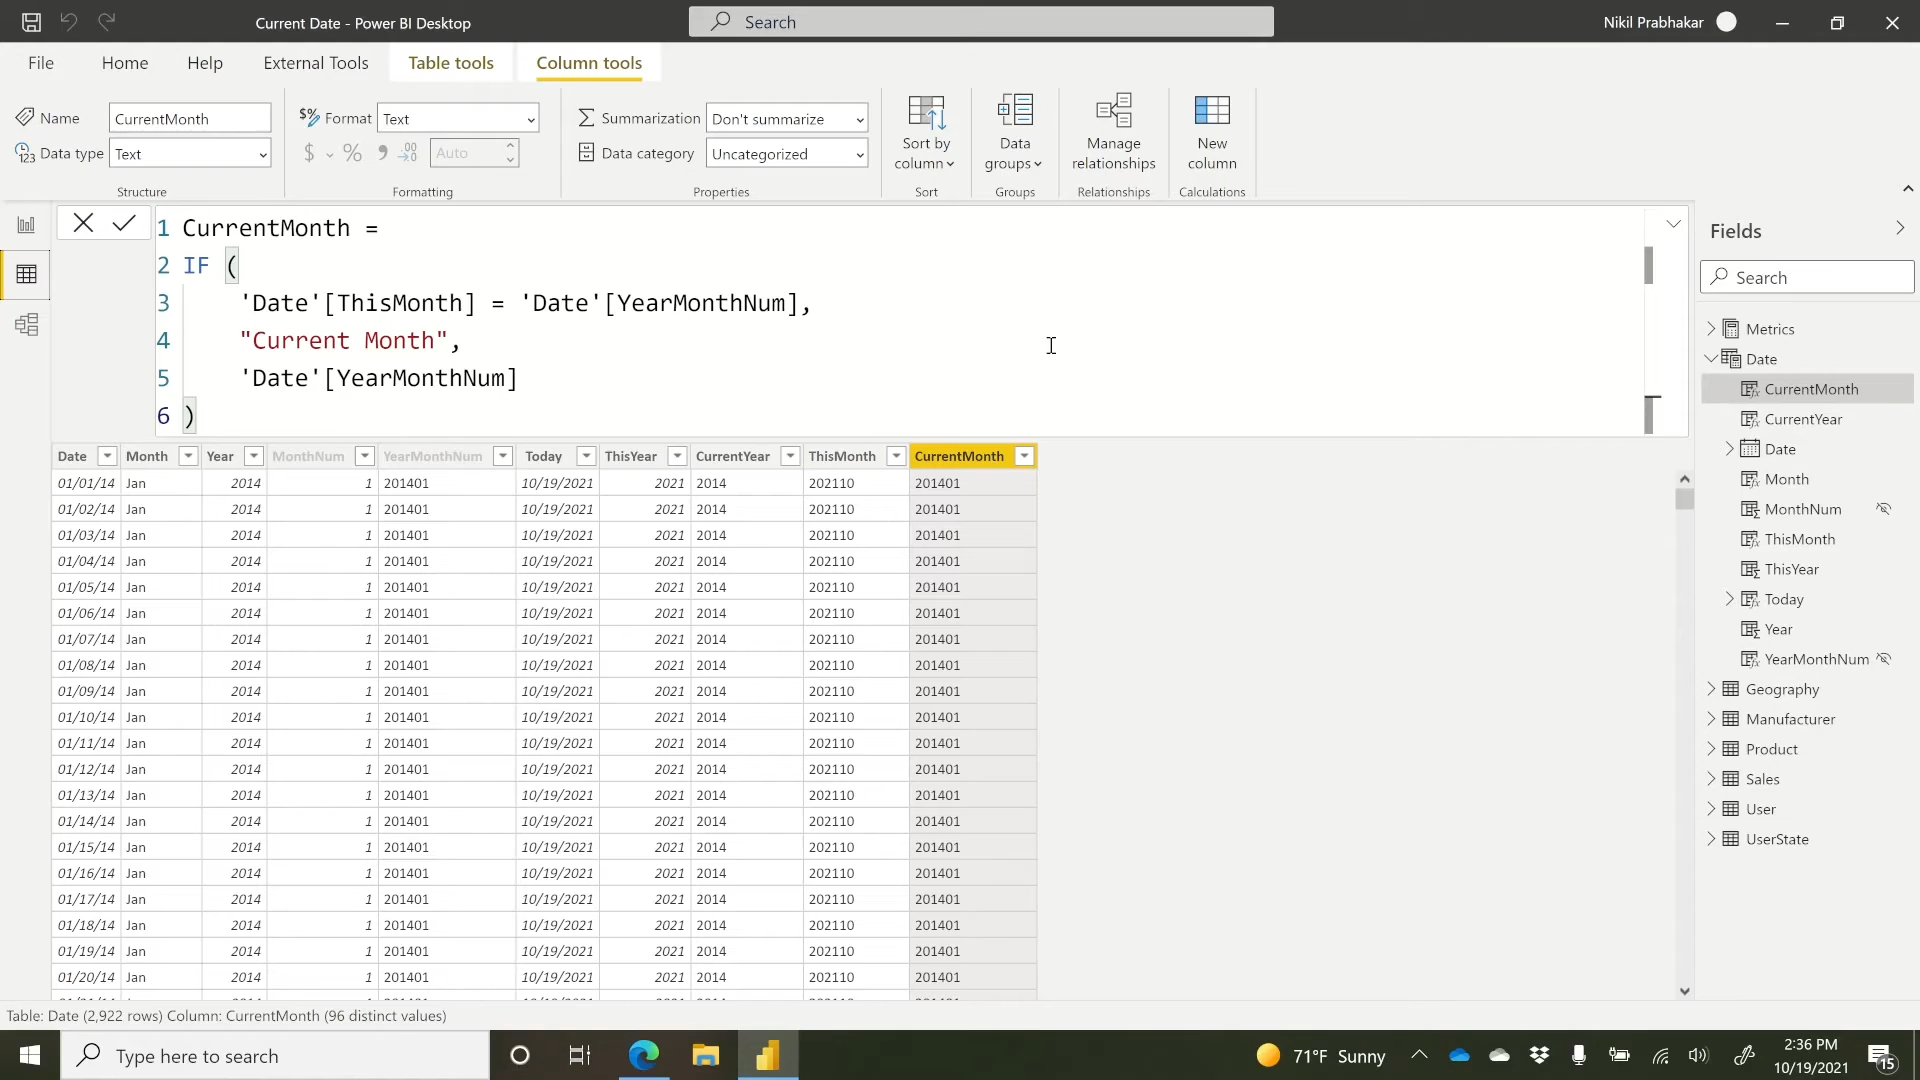 Current Date - Power BI Desktop
Search
Nikil Prabhakar
File Home Help External Tools Table tools Column tools
Name CurrentMonth
Data type Text
Structure
Format Text
$ % Auto
Formatting
Summarization Don't summarize
Data category Uncategorized
Properties
Sort by column
Sort
Data groups
Groups
Manage relationships
Relationships
New column
Calculations
1 CurrentMonth =
2 IF (
3 'Date'[ThisMonth] = 'Date'[YearMonthNum],
4 "Current Month",
5 'Date'[YearMonthNum]
6 )
Date Month Year MonthNum YearMonthNum Today ThisYear CurrentYear ThisMonth CurrentMonth
01/01/14 Jan 2014 1 201401 10/19/2021 2021 2014 202110 201401
01/02/14 Jan 2014 1 201401 10/19/2021 2021 2014 202110 201401
01/03/14 Jan 2014 1 201401 10/19/2021 2021 2014 202110 201401
01/04/14 Jan 2014 1 201401 10/19/2021 2021 2014 202110 201401
01/05/14 Jan 2014 1 201401 10/19/2021 2021 2014 202110 201401
01/06/14 Jan 2014 1 201401 10/19/2021 2021 2014 202110 201401
01/07/14 Jan 2014 1 201401 10/19/2021 2021 2014 202110 201401
01/08/14 Jan 2014 1 201401 10/19/2021 2021 2014 202110 201401
01/09/14 Jan 2014 1 201401 10/19/2021 2021 2014 202110 201401
01/10/14 Jan 2014 1 201401 10/19/2021 2021 2014 202110 201401
01/11/14 Jan 2014 1 201401 10/19/2021 2021 2014 202110 201401
01/12/14 Jan 2014 1 201401 10/19/2021 2021 2014 202110 201401
01/13/14 Jan 2014 1 201401 10/19/2021 2021 2014 202110 201401
01/14/14 Jan 2014 1 201401 10/19/2021 2021 2014 202110 201401
01/15/14 Jan 2014 1 201401 10/19/2021 2021 2014 202110 201401
01/16/14 Jan 2014 1 201401 10/19/2021 2021 2014 202110 201401
01/17/14 Jan 2014 1 201401 10/19/2021 2021 2014 202110 201401
01/18/14 Jan 2014 1 201401 10/19/2021 2021 2014 202110 201401
01/19/14 Jan 2014 1 201401 10/19/2021 2021 2014 202110 201401
01/20/14 Jan 2014 1 201401 10/19/2021 2021 2014 202110 201401
Fields
Search
Metrics
Date
CurrentMonth
CurrentYear
Date
Month
MonthNum
ThisMonth
ThisYear
Today
Year
YearMonthNum
Geography
Manufacturer
Product
Sales
User
UserState
Table: Date (2,922 rows) Column: CurrentMonth (96 distinct values)
Type here to search
71°F Sunny
2:36 PM
10/19/2021
15